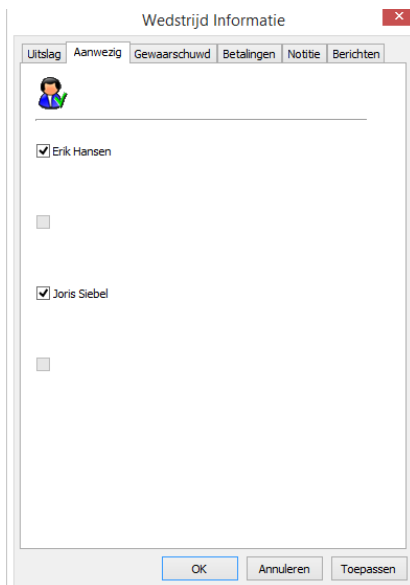 Wedstrijd Informatie
Uitslag Aanwezig Gewaarschuwd Betalingen Notitie Berichten
Erik Hansen
Joris Siebel
OK Annuleren Toepassen